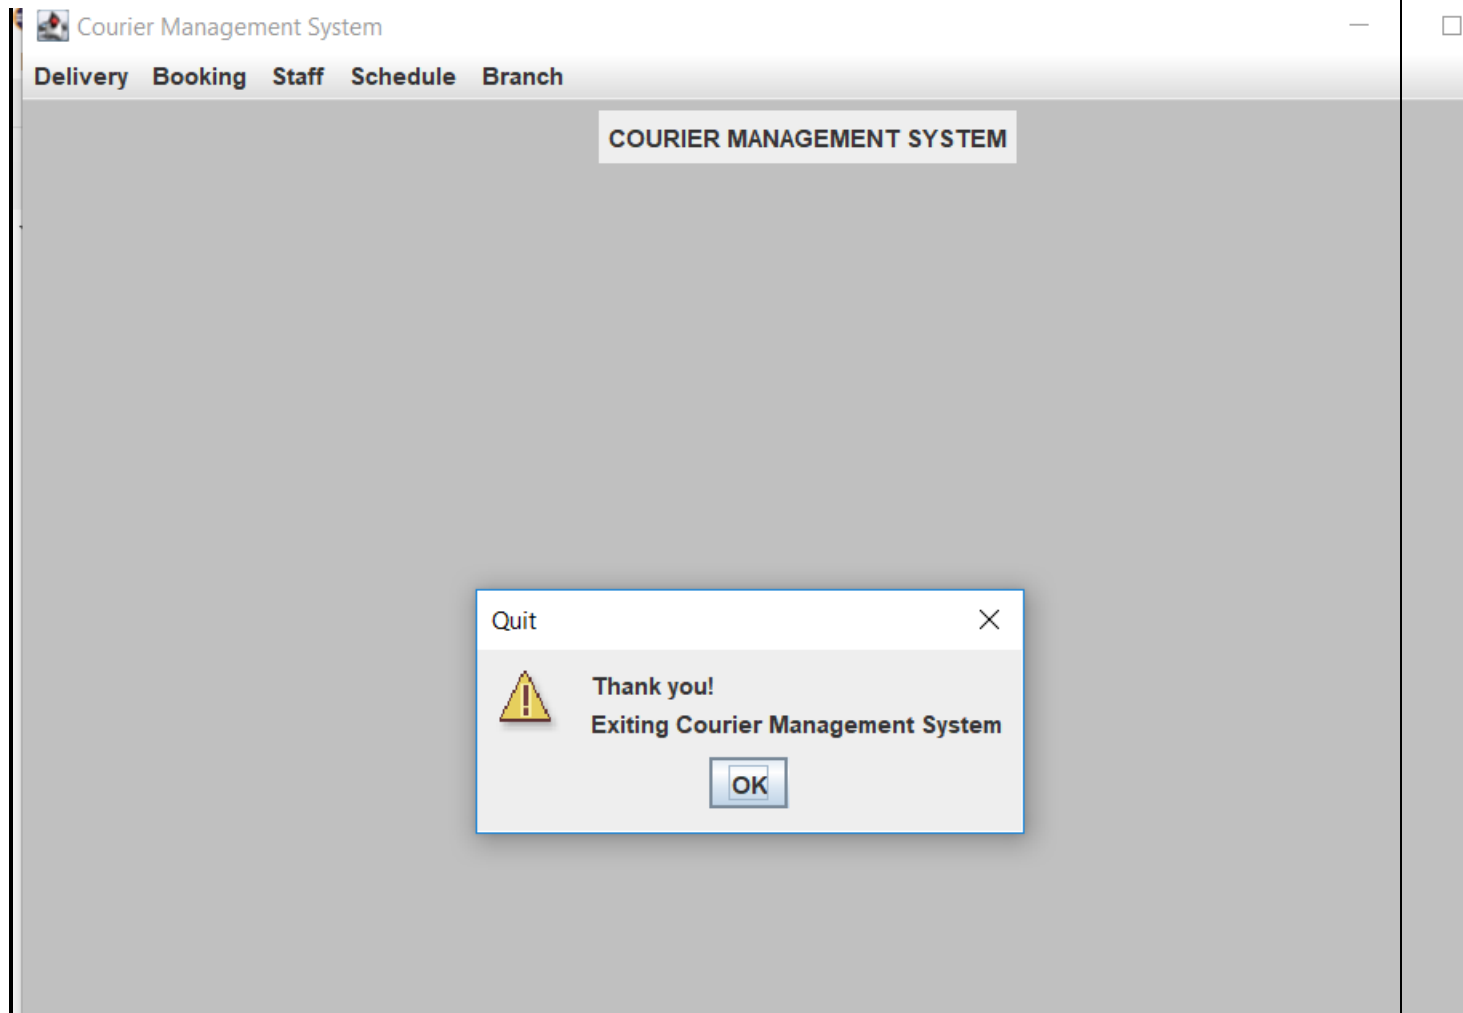 Courier Management System
Delivery Booking Staff Schedule Branch
COURIER MANAGEMENT SYSTEM
Quit
Thank you!
Exiting Courier Management System
OK